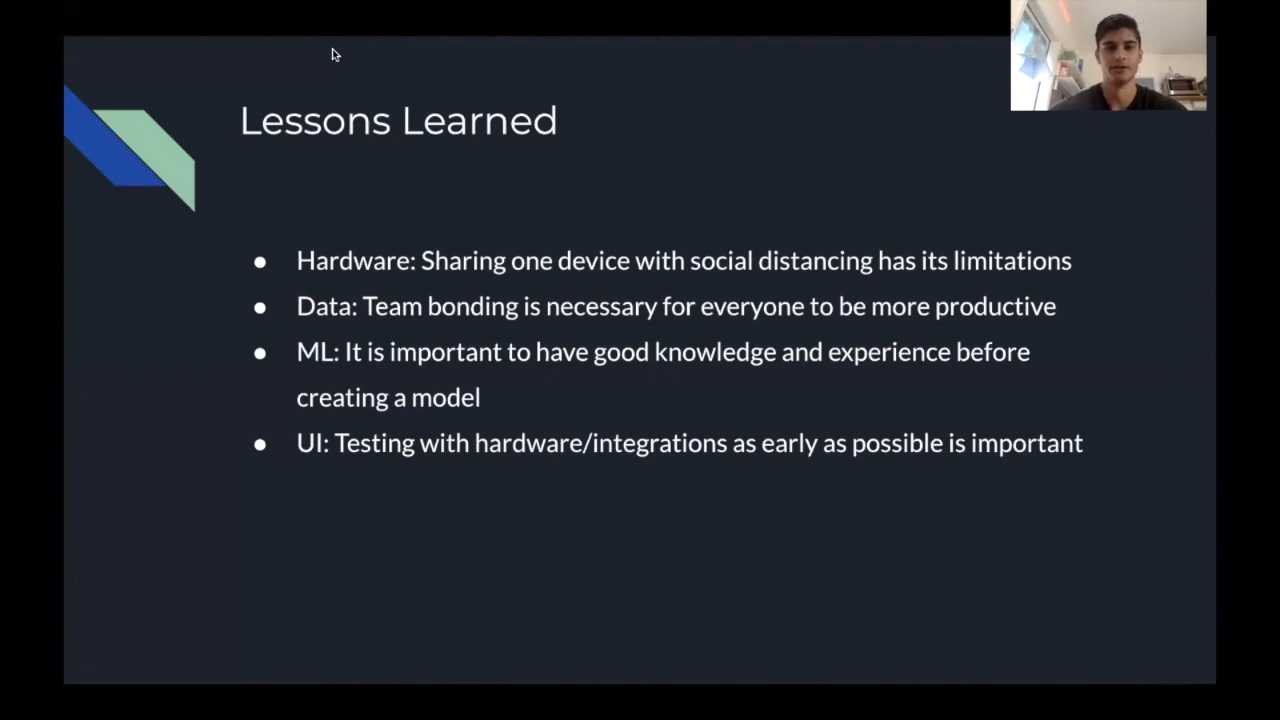 Lessons Learned
● Hardware: Sharing one device with social distancing has its limitations
● Data: Team bonding is necessary for everyone to be more productive
● ML: It is important to have good knowledge and experience before
creating a model
● UI: Testing with hardware/integrations as early as possible is important